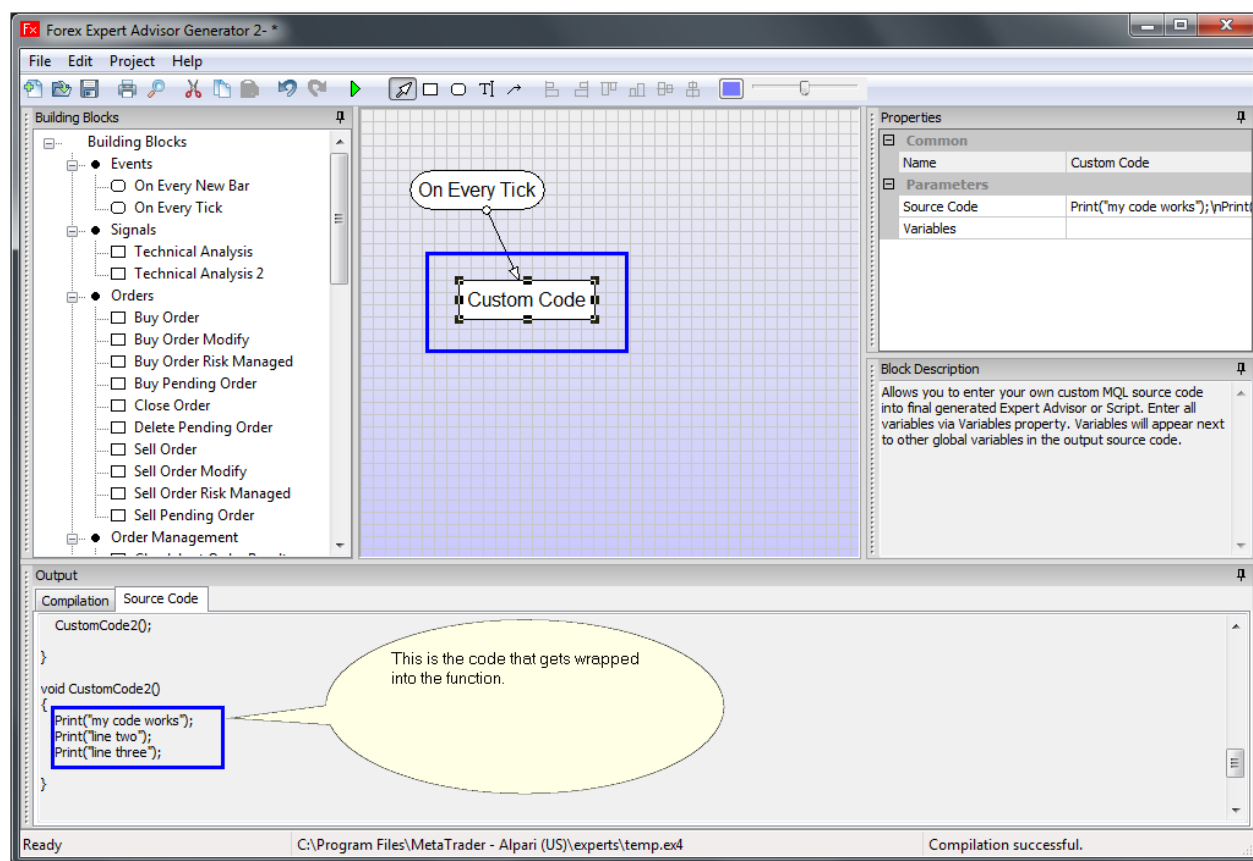 Forex Expert Advisor Generator 2- *
File Edit Project Help
Building Blocks
Building Blocks
Events
On Every New Bar
On Every Tick
Signals
Technical Analysis
Technical Analysis 2
Orders
Buy Order
Buy Order Modify
Buy Order Risk Managed
Buy Pending Order
Close Order
Delete Pending Order
Sell Order
Sell Order Modify
Sell Order Risk Managed
Sell Pending Order
Order Management
On Every Tick
Custom Code
Properties
Common
Name Custom Code
Parameters
Source Code Print("my code works");\nPrint(
Variables
Block Description
Allows you to enter your own custom MQL source code
into final generated Expert Advisor or Script. Enter all
variables via Variables property. Variables will appear next
to other global variables in the output source code.
Output
Compilation Source Code
CustomCode2();
}
void CustomCode2()
{
Print("my code works");
Print("line two");
Print("line three");
}
This is the code that gets wrapped
into the function.
Ready C:\Program Files\MetaTrader - Alpari (US)\experts\temp.ex4 Compilation successful.